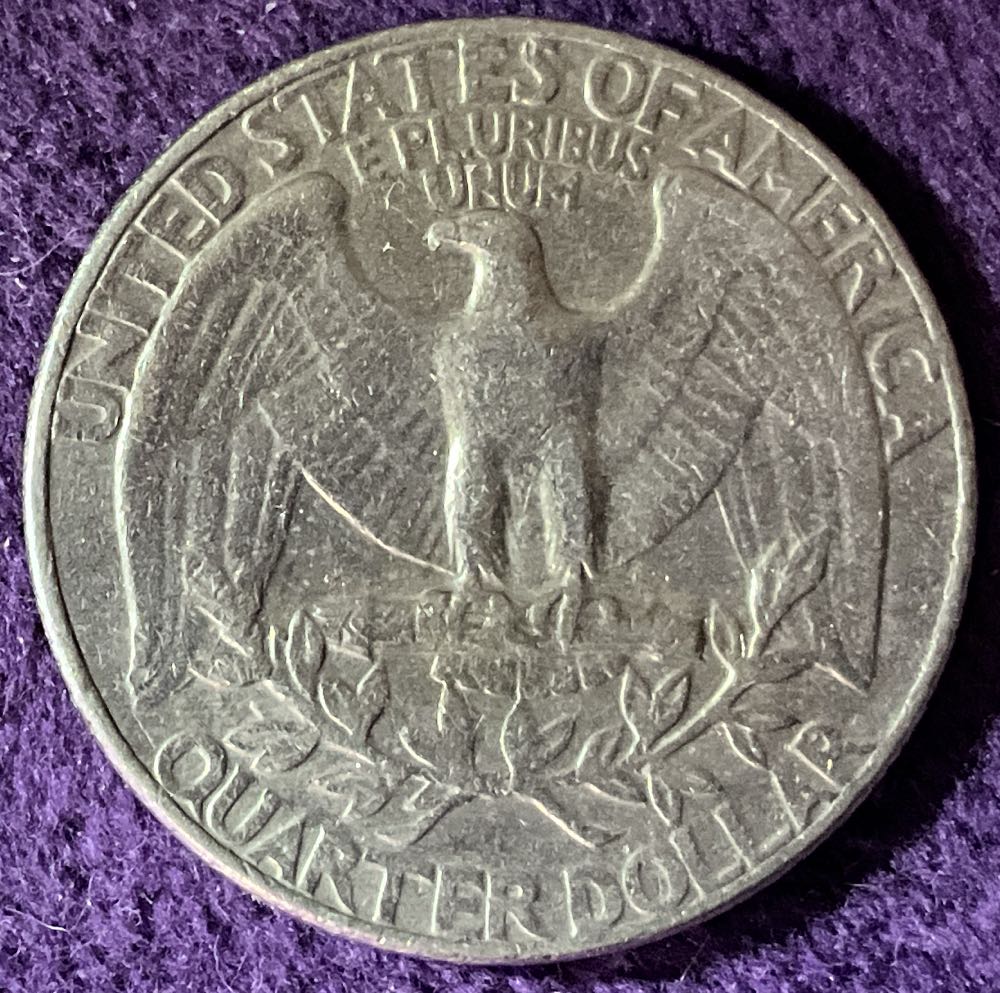 UNITED STATES OF AMERICA
E PLURIBUS
UNUM
QUARTER DOLLAR